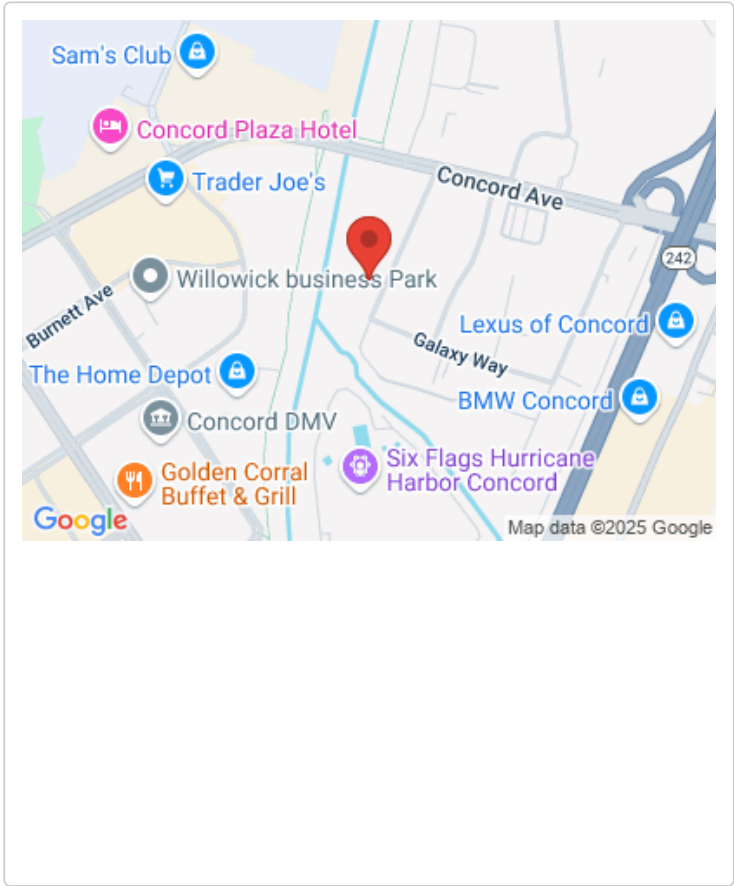 Sam's Club
Concord Plaza Hotel
Trader Joe's
Concord Ave
242
Willowick business Park
Burnett Ave
Lexus of Concord
Galaxy Way
The Home Depot
BMW Concord
Concord DMV
Six Flags Hurricane
Harbor Concord
Golden Corral
Buffet & Grill
Google
Map data ©2025 Google